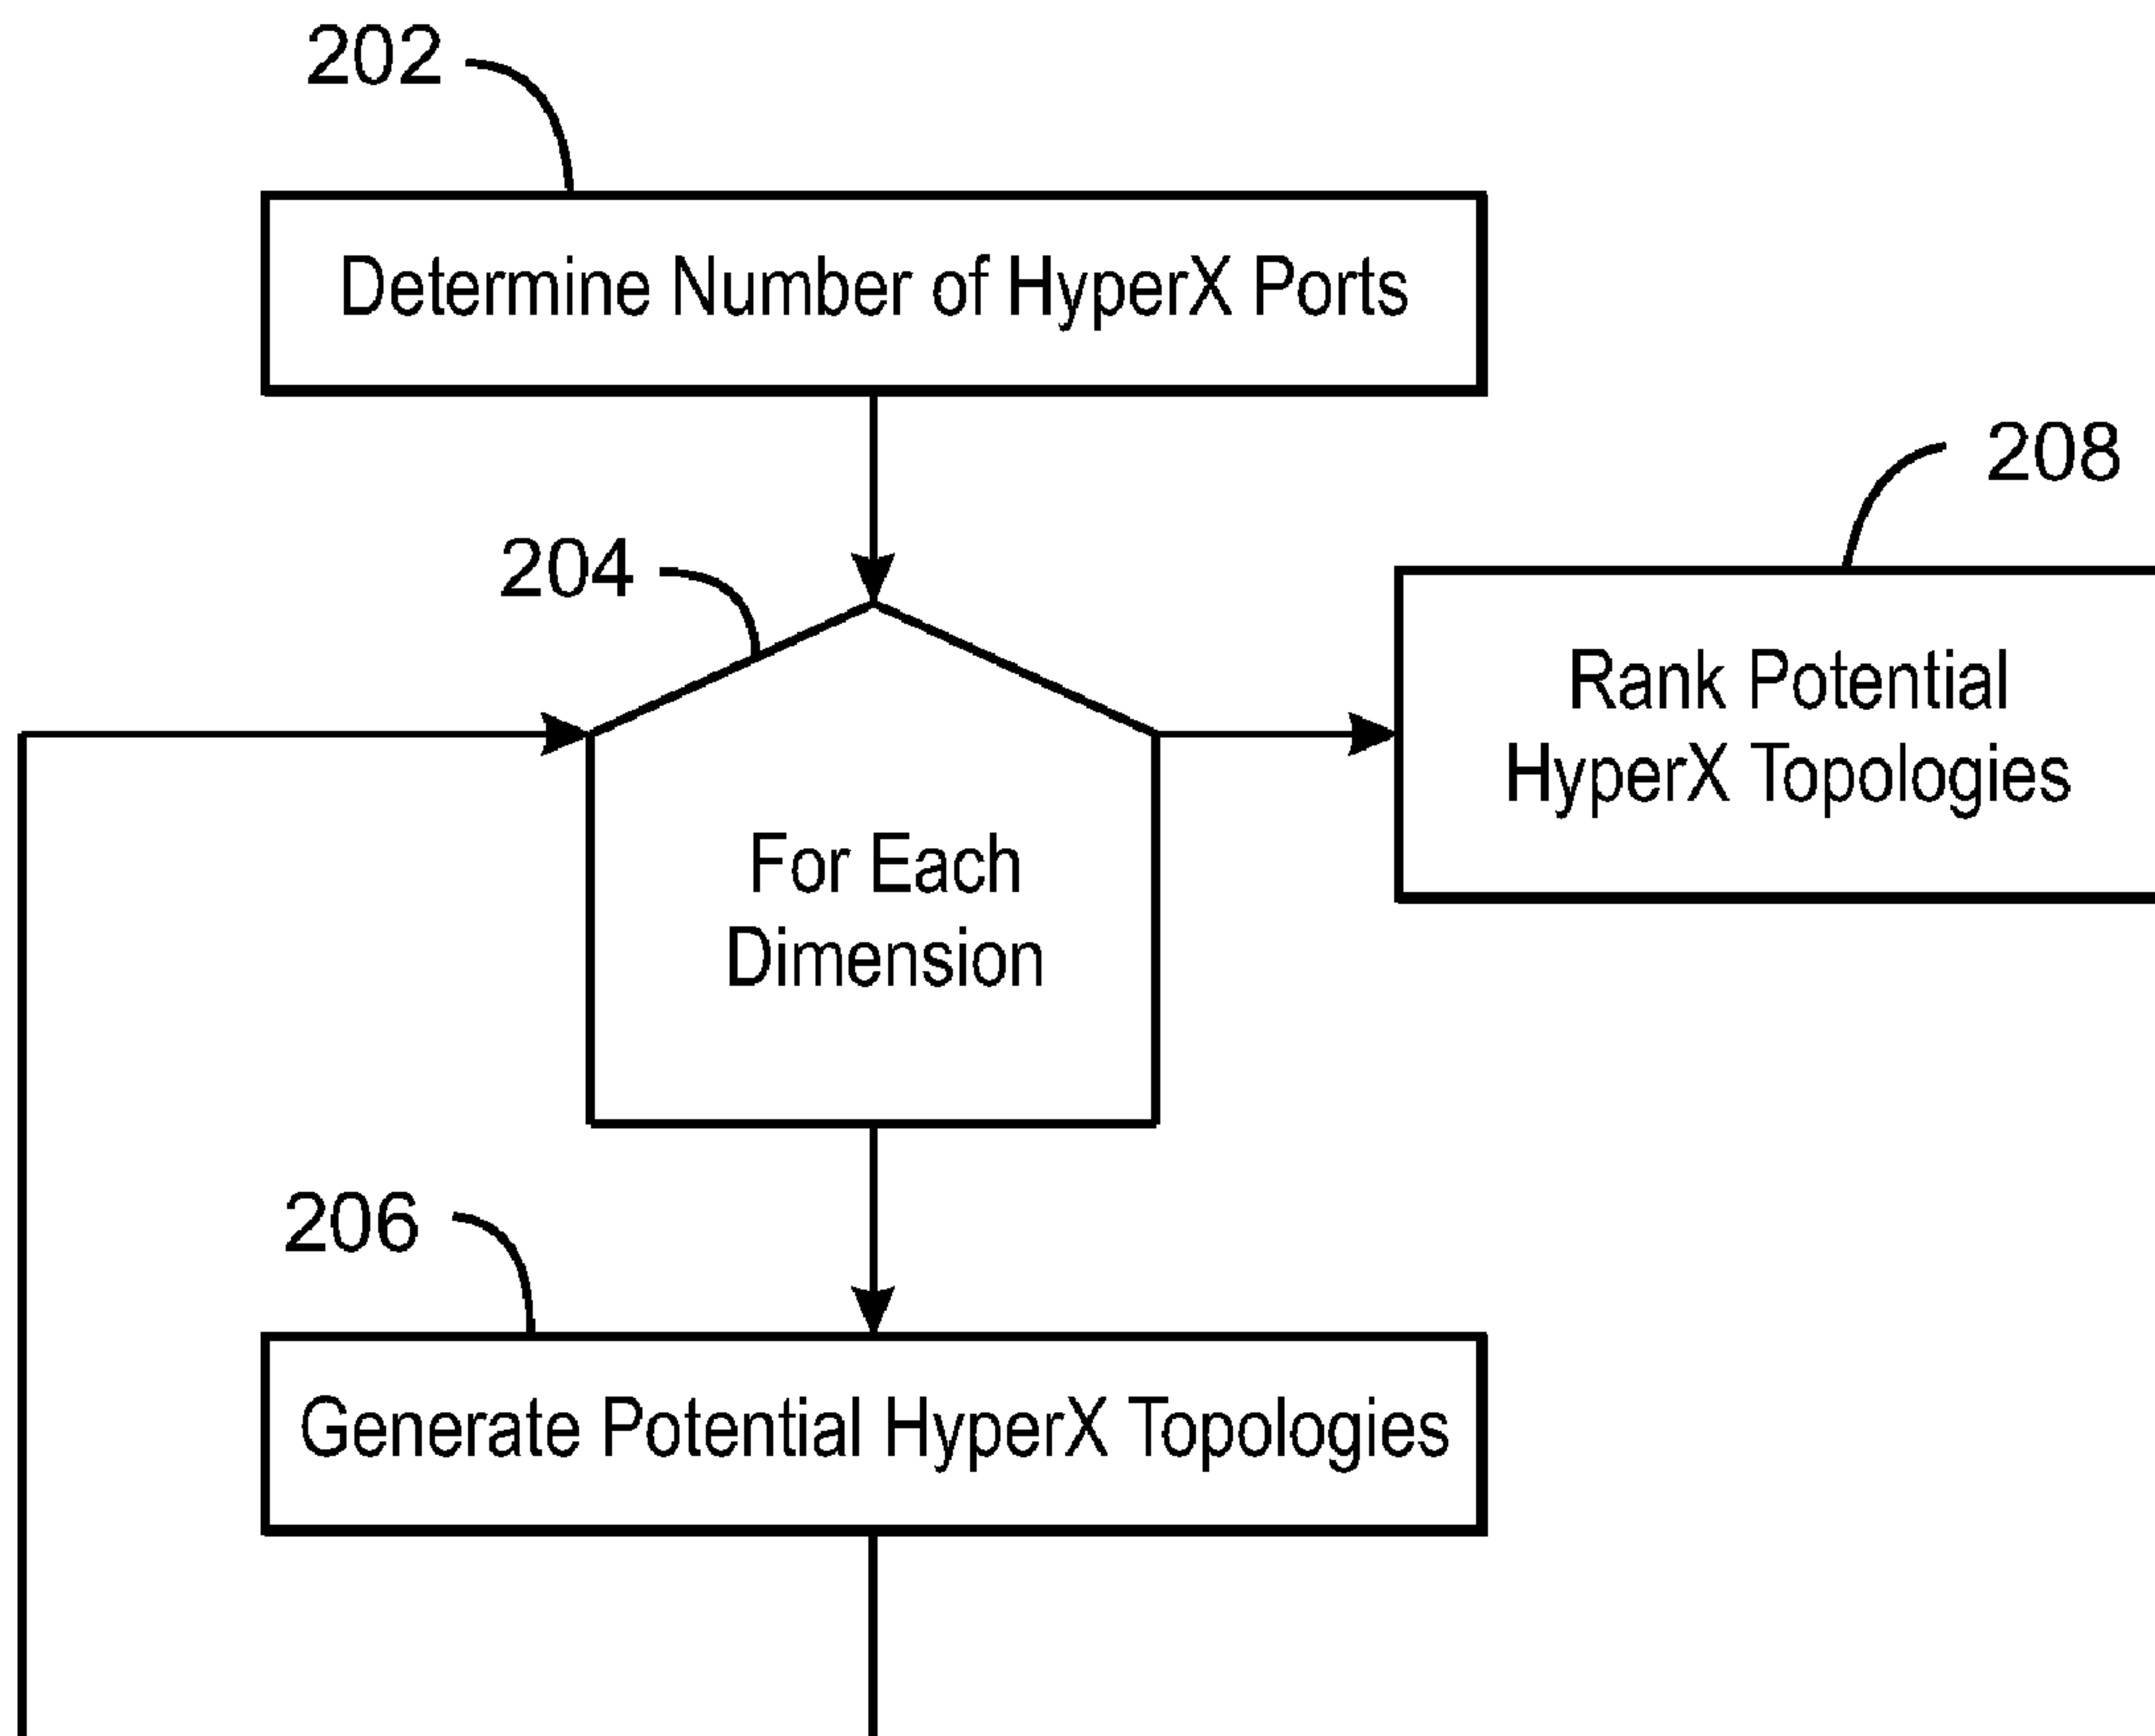 202
Determine Number of HyperX Ports
208
204
Rank Potential
HyperX Topologies
For Each
Dimension
206
Generate Potential HyperX Topologies